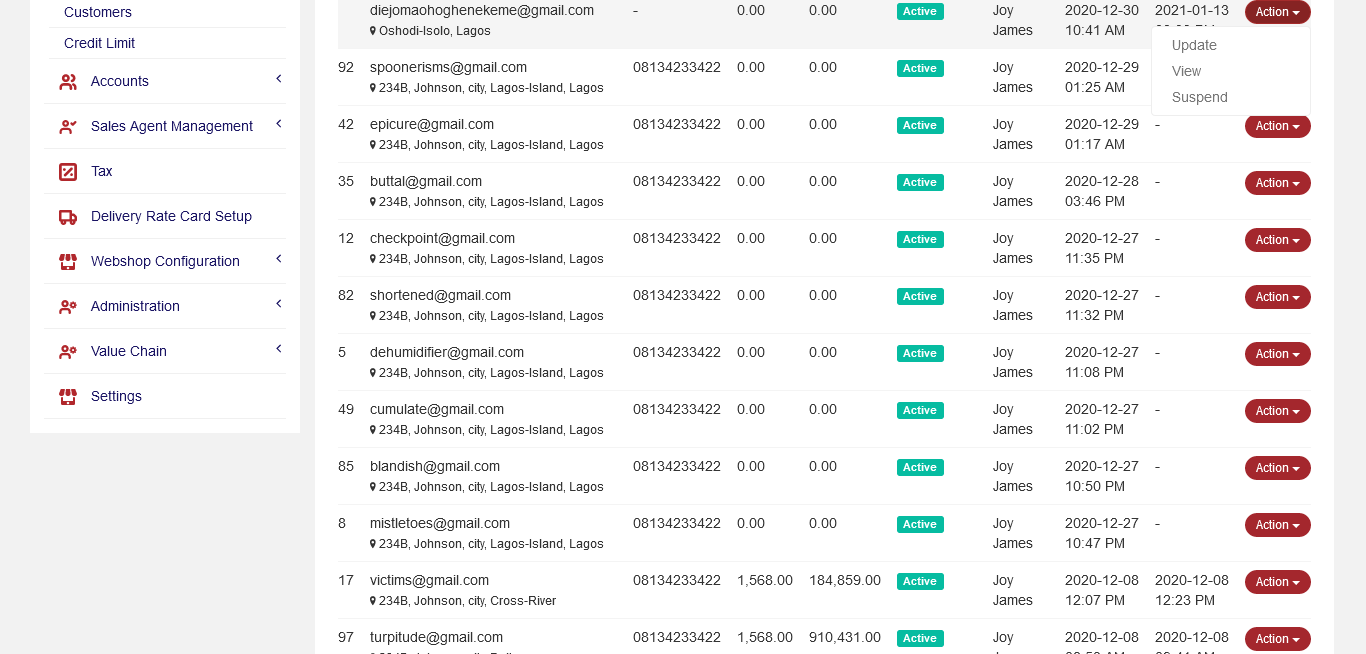 Customers
Credit Limit
Accounts
Sales Agent Management
Tax
Delivery Rate Card Setup
Webshop Configuration
Administration
Value Chain
Settings
diejomaohoghenekeme@gmail.com - 0.00 0.00 Active Joy 2020-12-30 2021-01-13 Action
Oshodi-Isolo, Lagos James 10:41 AM
Update
View
Suspend
92 spoonerisms@gmail.com 08134233422 0.00 0.00 Active Joy 2020-12-29
234B, Johnson, city, Lagos-Island, Lagos James 01:25 AM
42 epicure@gmail.com 08134233422 0.00 0.00 Active Joy 2020-12-29 - Action
234B, Johnson, city, Lagos-Island, Lagos James 01:17 AM
35 buttal@gmail.com 08134233422 0.00 0.00 Active Joy 2020-12-28 - Action
234B, Johnson, city, Lagos-Island, Lagos James 03:46 PM
12 checkpoint@gmail.com 08134233422 0.00 0.00 Active Joy 2020-12-27 - Action
234B, Johnson, city, Lagos-Island, Lagos James 11:35 PM
82 shortened@gmail.com 08134233422 0.00 0.00 Active Joy 2020-12-27 - Action
234B, Johnson, city, Lagos-Island, Lagos James 11:32 PM
5 dehumidifier@gmail.com 08134233422 0.00 0.00 Active Joy 2020-12-27 - Action
234B, Johnson, city, Lagos-Island, Lagos James 11:08 PM
49 cumulate@gmail.com 08134233422 0.00 0.00 Active Joy 2020-12-27 - Action
234B, Johnson, city, Lagos-Island, Lagos James 11:02 PM
85 blandish@gmail.com 08134233422 0.00 0.00 Active Joy 2020-12-27 - Action
234B, Johnson, city, Lagos-Island, Lagos James 10:50 PM
8 mistletoes@gmail.com 08134233422 0.00 0.00 Active Joy 2020-12-27 - Action
234B, Johnson, city, Lagos-Island, Lagos James 10:47 PM
17 victims@gmail.com 08134233422 1,568.00 184,859.00 Active Joy 2020-12-08 2020-12-08 Action
234B, Johnson, city, Cross-River James 12:07 PM 12:23 PM
97 turpitude@gmail.com 08134233422 1,568.00 910,431.00 Active Joy 2020-12-08 2020-12-08 Action
James